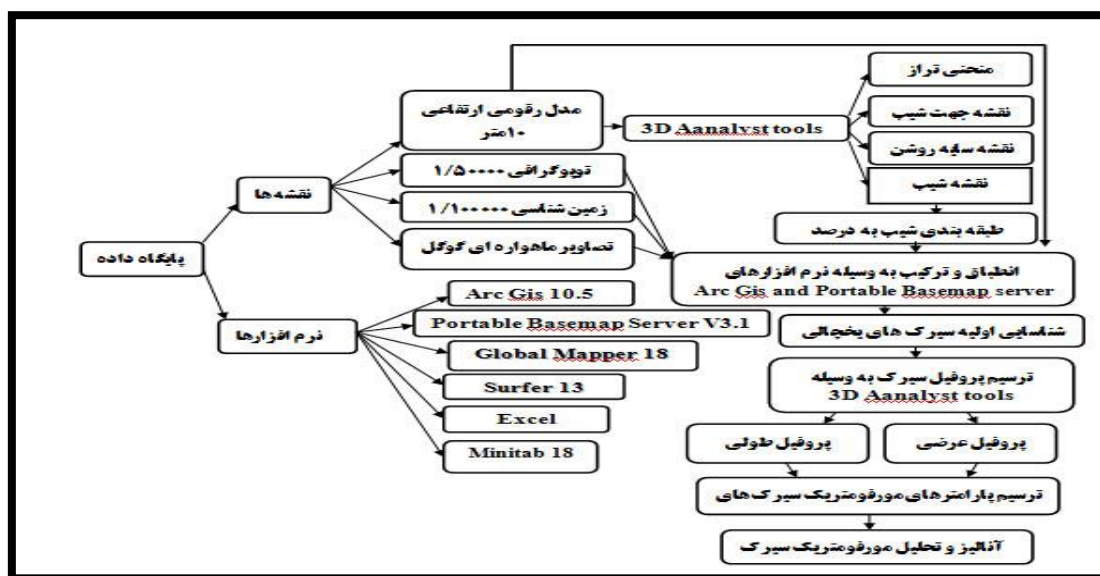 پایگاه داده
نقشه ها
نرم افزارها
مدل رقومی ارتفاعی
۱۰متر
توپوگرافی ۱/۵۰۰۰۰
زمین شناسی ۱/۱۰۰۰۰۰
تصاویر ماهواره ای گوگل
Arc Gis 10.5
Portable Basemap Server V3.1
Global Mapper 18
Surfer 13
Excel
Minitab 18
3D Aanalyst tools
منحنی تراز
نقشه جهت شیب
نقشه سایه روشن
نقشه شیب
طبقه بندی شیب به درصد
انطباق و ترکیب به وسیله نرم افزارهای
Arc Gis and Portable Basemap server
شناسایی اولیه سیرک های یخچالی
ترسیم پروفیل سیرک به وسیله
3D Aanalyst tools
پروفیل عرضی
پروفیل طولی
ترسیم پارامترهای مورفومتریک سیرک‌های
آنالیز و تحلیل مورفومتریک سیرک